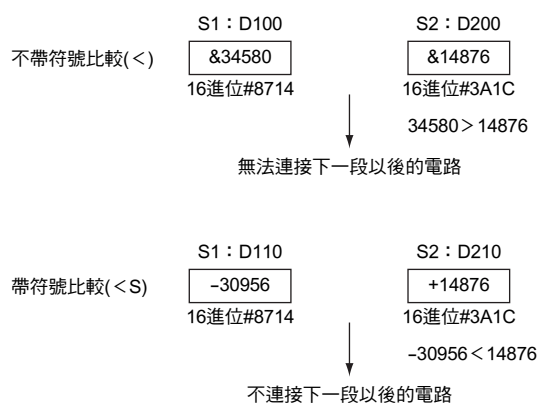 S1：D100 S2：D200
不帶符號比較(＜) &34580 &14876
16進位#8714 16進位#3A1C
34580＞14876
無法連接下一段以後的電路
S1：D110 S2：D210
帶符號比較(＜S) −30956 +14876
16進位#8714 16進位#3A1C
−30956＜14876
不連接下一段以後的電路